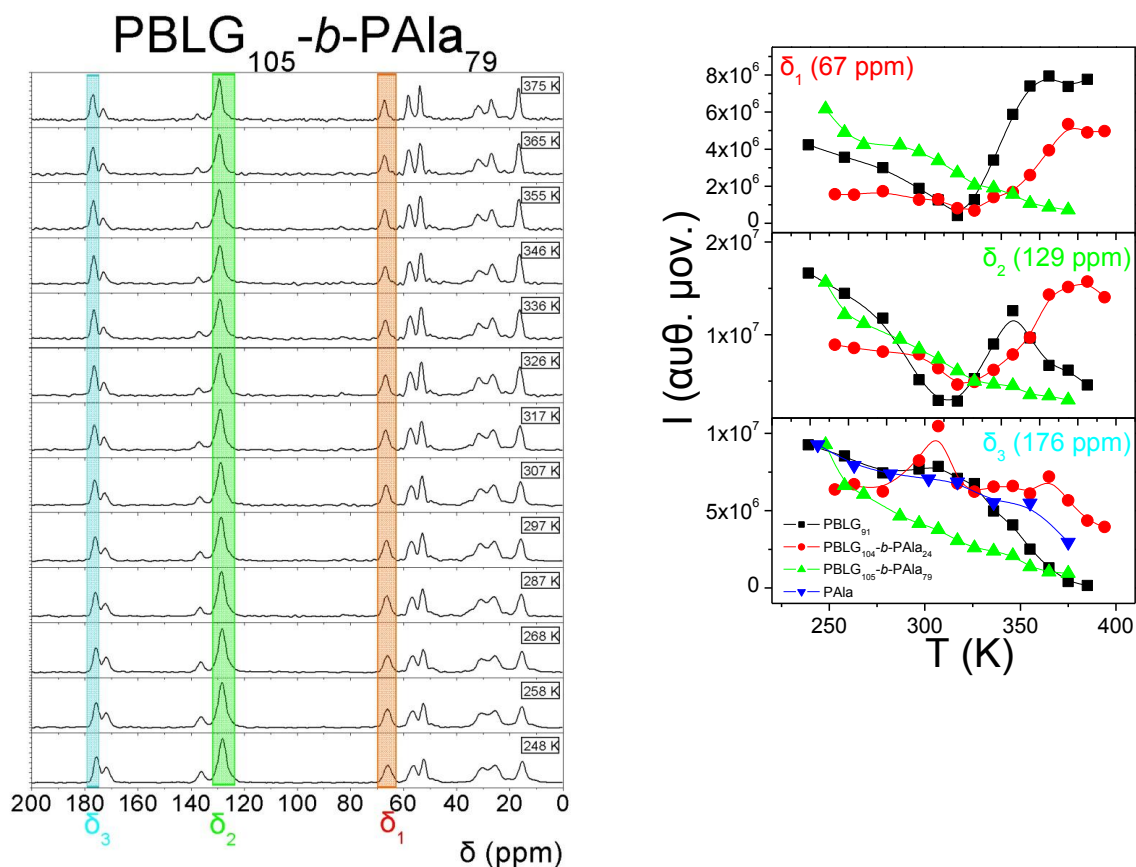 PBLG105-b-PAla79
375 K
365 K
355 K
346 K
336 K
326 K
317 K
307 K
297 K
287 K
268 K
258 K
248 K
200 180 160 140 120 100 80 60 40 20 0
δ3 δ2 δ1
δ (ppm)
δ1 (67 ppm)
8x10^6
6x10^6
4x10^6
2x10^6
0
δ2 (129 ppm)
2x10^7
1x10^7
δ3 (176 ppm)
1x10^7
5x10^6
0
PBLG91
PBLG104-b-PAla24
PBLG105-b-PAla79
PAla
I (αυθ. μον.)
250 300 350 400
T (K)